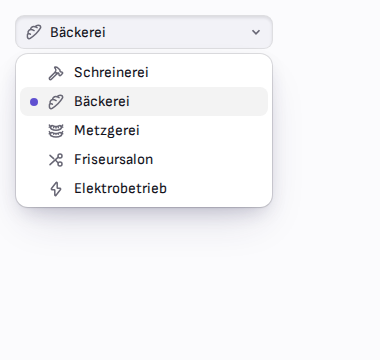 Bäckerei
Schreinerei
Bäckerei
Metzgerei
Friseursalon
Elektrobetrieb